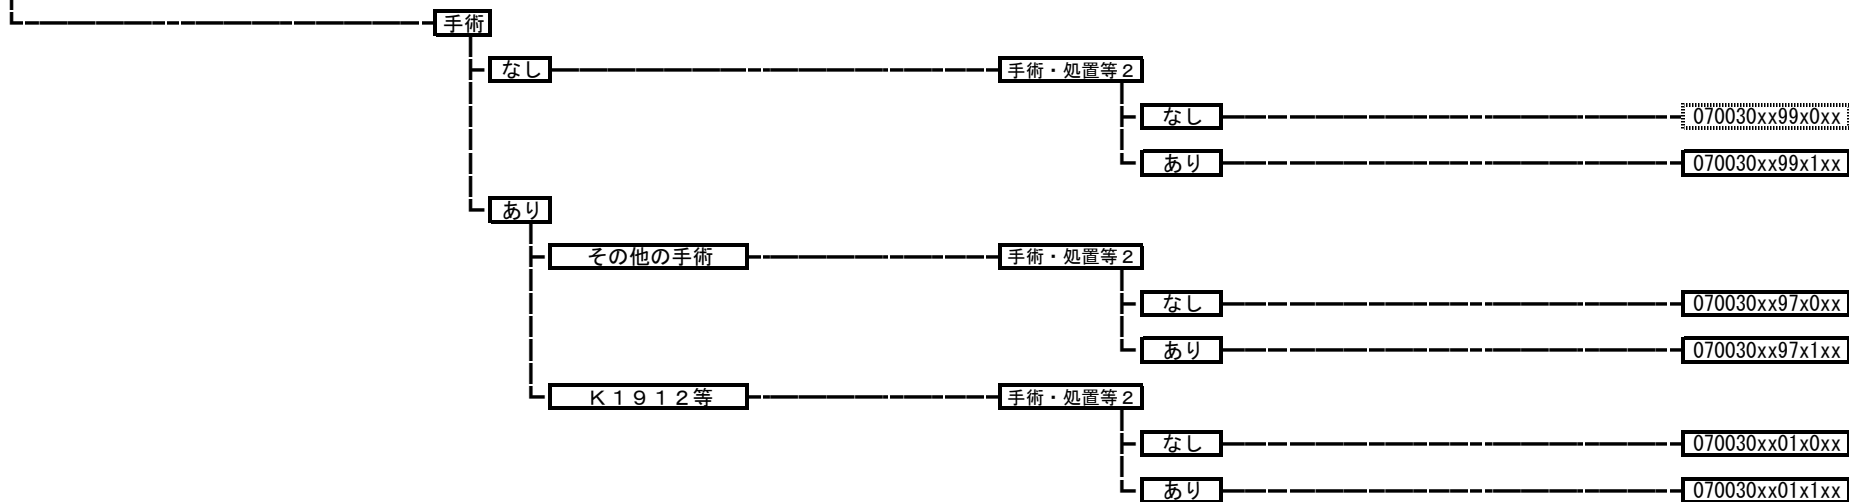 手術
なし 手術・処置等２
なし 070030xx99x0xx
あり 070030xx99x1xx
あり
その他の手術 手術・処置等２
なし 070030xx97x0xx
あり 070030xx97x1xx
Ｋ１９１２等 手術・処置等２
なし 070030xx01x0xx
あり 070030xx01x1xx